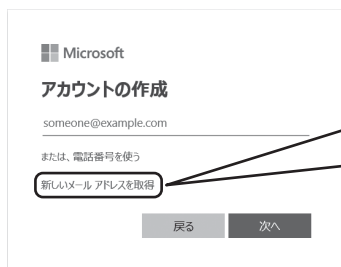 Microsoft
アカウントの作成
someone@example.com
または、電話番号を使う
新しいメール アドレスを取得
戻る
次へ